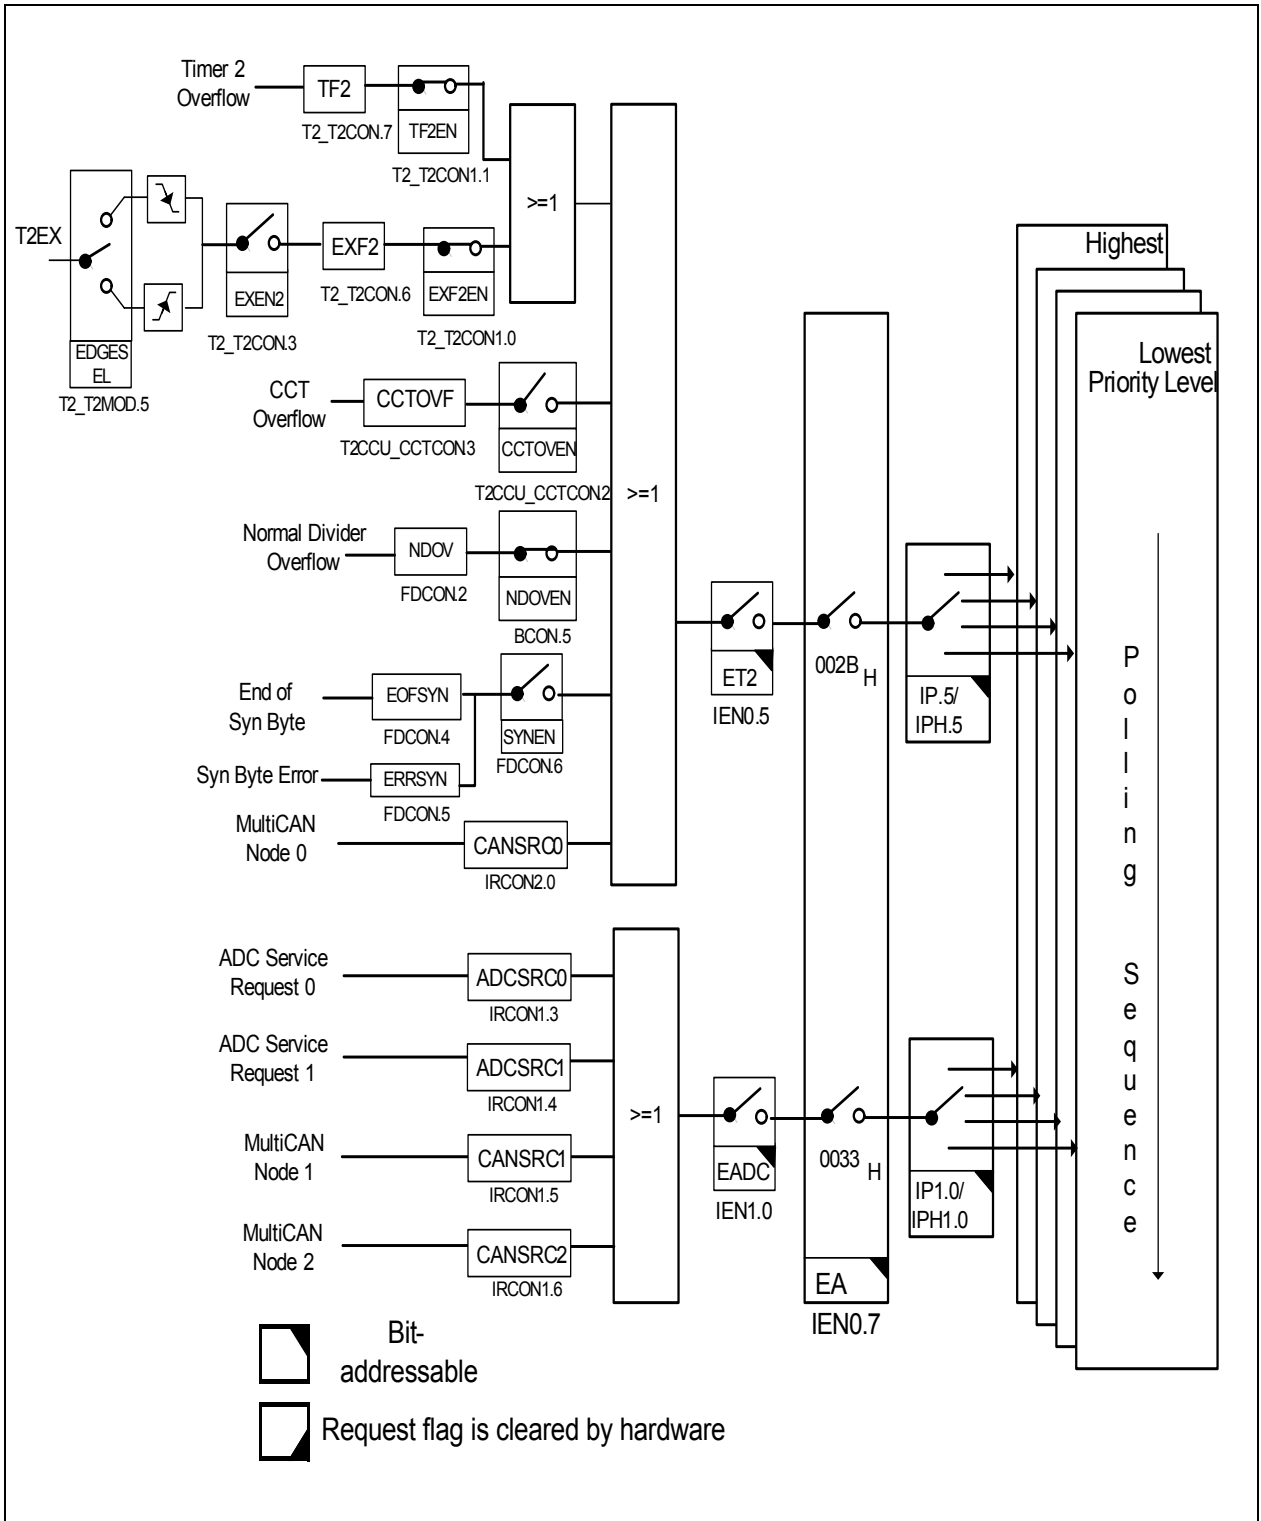 Timer 2
Overflow
TF2
T2_T2CON.7
TF2EN
T2_T2CON1.1
>=1
T2EX
EDGES
EL
T2_T2MOD.5
EXEN2
T2_T2CON.3
EXF2
T2_T2CON.6
EXF2EN
T2_T2CON1.0
CCT
Overflow
CCTOVF
T2CCU_CCTCON.3
CCTOVEN
T2CCU_CCTCON.2
>=1
Normal Divider
Overflow
NDOV
FDCON.2
NDOVEN
BCON.5
End of
Syn Byte
EOFSYN
FDCON.4
SYNEN
FDCON.6
Syn Byte Error
ERRSYN
FDCON.5
MultiCAN
Node 0
CANSRC0
IRCON2.0
ET2
IEN0.5
002B H
IP.5/
IPH.5
Highest
Lowest
Priority Level
Polling
Sequence
ADC Service
Request 0
ADCSRC0
IRCON1.3
ADC Service
Request 1
ADCSRC1
IRCON1.4
MultiCAN
Node 1
CANSRC1
IRCON1.5
MultiCAN
Node 2
CANSRC2
IRCON1.6
>=1
EADC
IEN1.0
0033 H
IP1.0/
IPH1.0
EA
IEN0.7
Bit-
addressable
Request flag is cleared by hardware